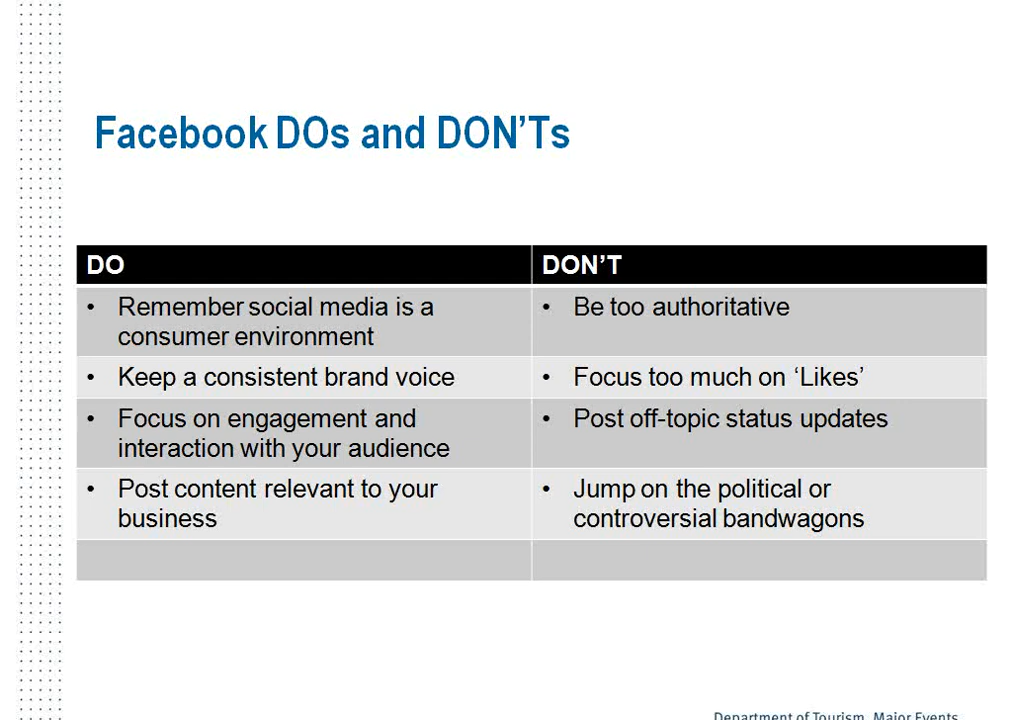 Facebook DOs and DON'Ts
DO
DON'T
• Remember social media is a
consumer environment
• Be too authoritative
• Keep a consistent brand voice
• Focus too much on ‘Likes’
• Focus on engagement and
interaction with your audience
• Post off-topic status updates
• Post content relevant to your
business
• Jump on the political or
controversial bandwagons
Department of Tourism, Major Events